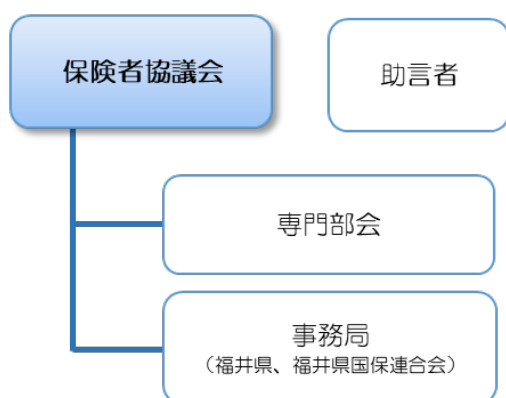 保険者協議会
助言者
専門部会
事務局
（福井県、福井県国保連合会）